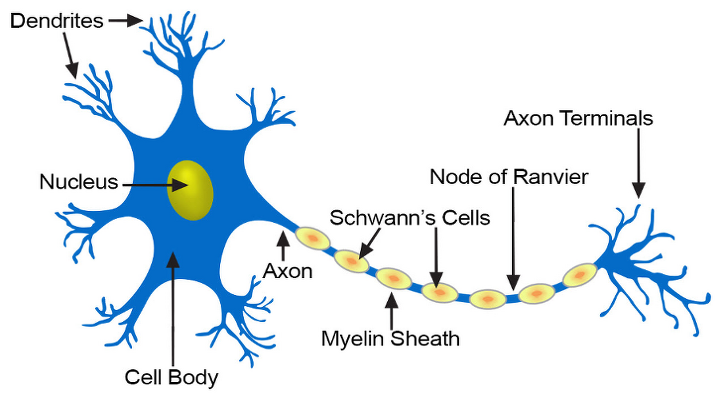 Dendrites
Axon Terminals
Node of Ranvier
Nucleus
Schwann's Cells
Axon
Myelin Sheath
Cell Body